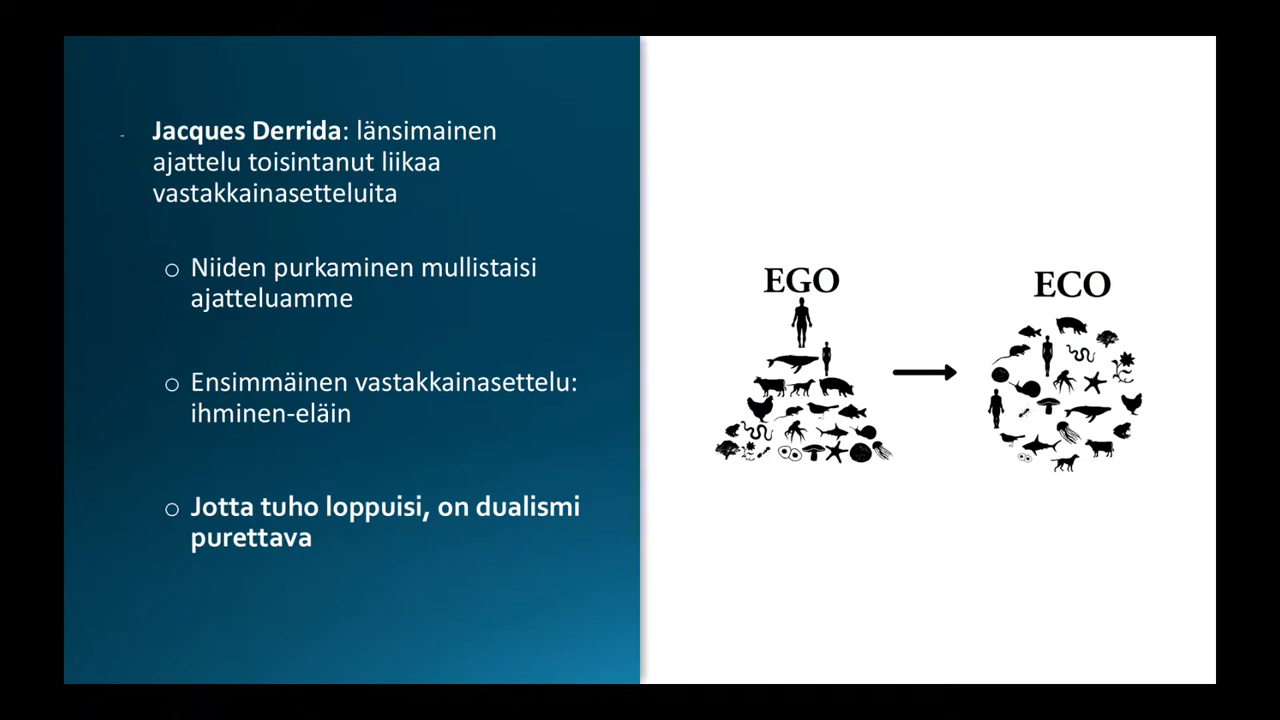 - Jacques Derrida: länsimainen
ajattelu toisintanut liikaa
vastakkainasetteluita
o Niiden purkaminen mullistaisi
ajatteluamme
o Ensimmäinen vastakkainasettelu:
ihminen-eläin
o Jotta tuho loppuisi, on dualismi
purettava
EGO
ECO